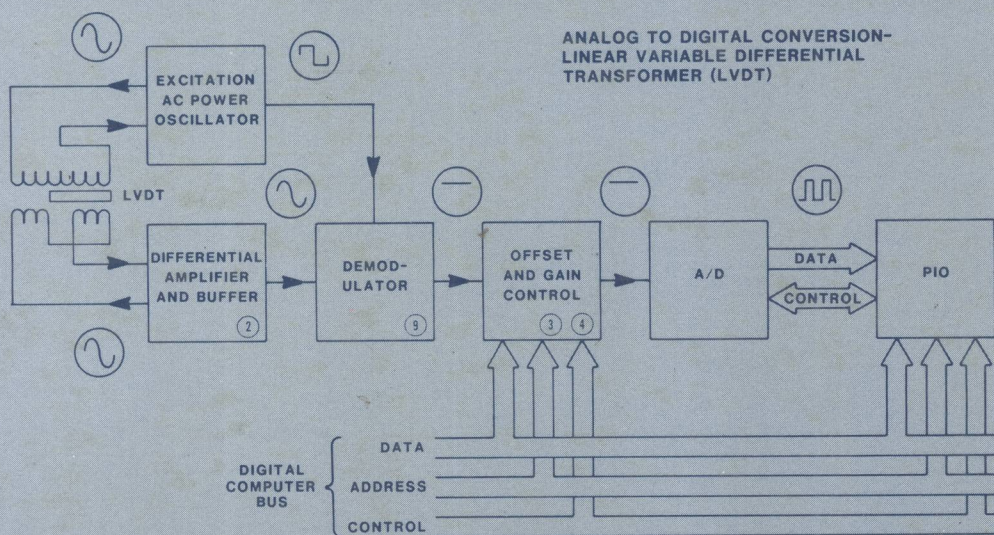 ANALOG TO DIGITAL CONVERSION-
LINEAR VARIABLE DIFFERENTIAL
TRANSFORMER (LVDT)
EXCITATION
AC POWER
OSCILLATOR
LVDT
DIFFERENTIAL
AMPLIFIER
AND BUFFER
2
DEMOD-
ULATOR
9
OFFSET
AND GAIN
CONTROL
3 4
A/D
DATA
CONTROL
PIO
DIGITAL
COMPUTER
BUS
DATA
ADDRESS
CONTROL